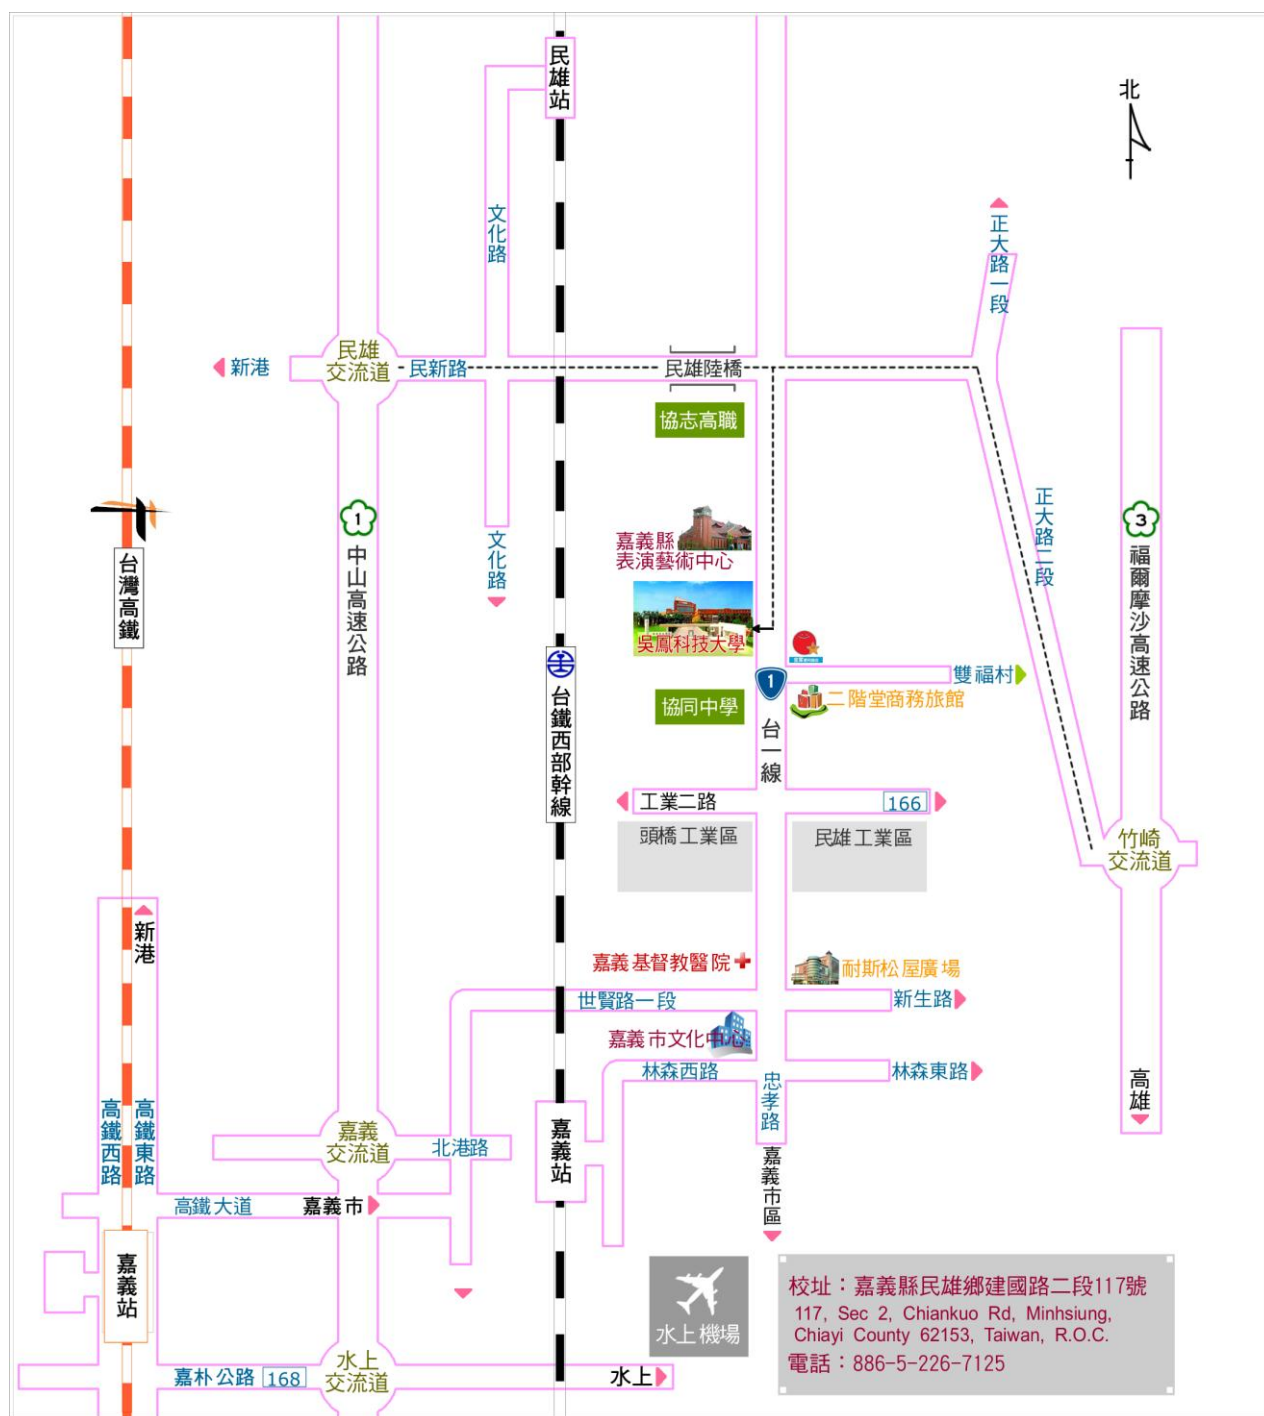 民雄站
北
文化路
正大路一段
新港
民雄
交流道
民新路
民雄陸橋
協志高職
正大路二段
1
中山高速公路
文化路
嘉義縣
表演藝術中心
3
福爾摩沙高速公路
台灣高鐵
吳鳳科技大學
台鐵西部幹線
1
台一線
雙福村
二階堂商務旅館
協同中學
工業二路
166
頭橋工業區
民雄工業區
竹崎
交流道
新港
嘉義基督教醫院
耐斯松屋廣場
世賢路一段
新生路
嘉義市文化中心
林森西路
林森東路
忠孝路
高雄
高鐵西路
高鐵東路
嘉義
交流道
北港路
嘉義站
嘉義市區
高鐵大道
嘉義市
嘉義站
水上機場
校址：嘉義縣民雄鄉建國路二段117號
117, Sec 2, Chiankuo Rd, Minhsiung,
Chiayi County 62153, Taiwan, R.O.C.
電話：886-5-226-7125
嘉朴公路
168
水上
交流道
水上